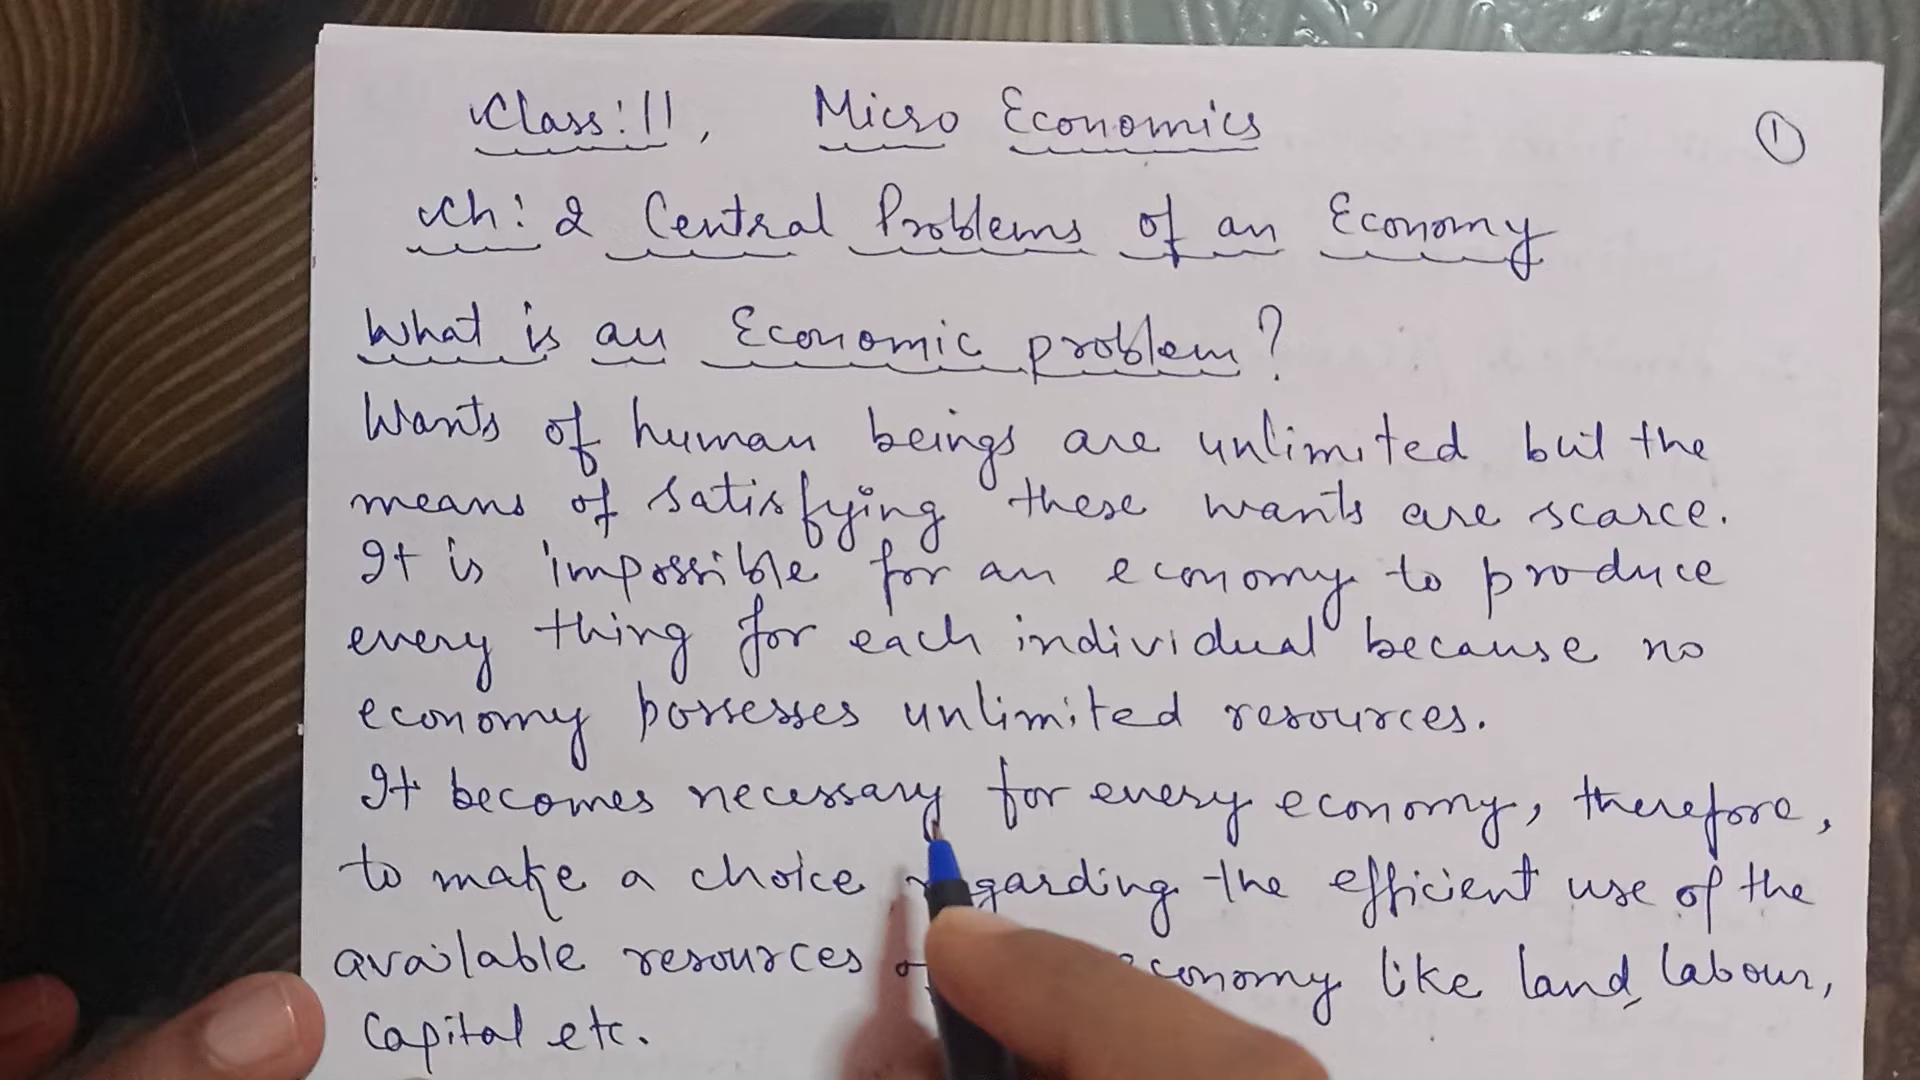 Class: 11, Micro Economics
①
Ch: 2 Central Problems of an Economy
What is an Economic problem?
Wants of human beings are unlimited but the
means of satisfying these wants are scarce.
It is impossible for an economy to produce
every thing for each individual because no
economy possesses unlimited resources.
It becomes necessary for every economy, therefore,
to make a choice regarding the efficient use of the
available resources economy like land, labour,
Capital etc.